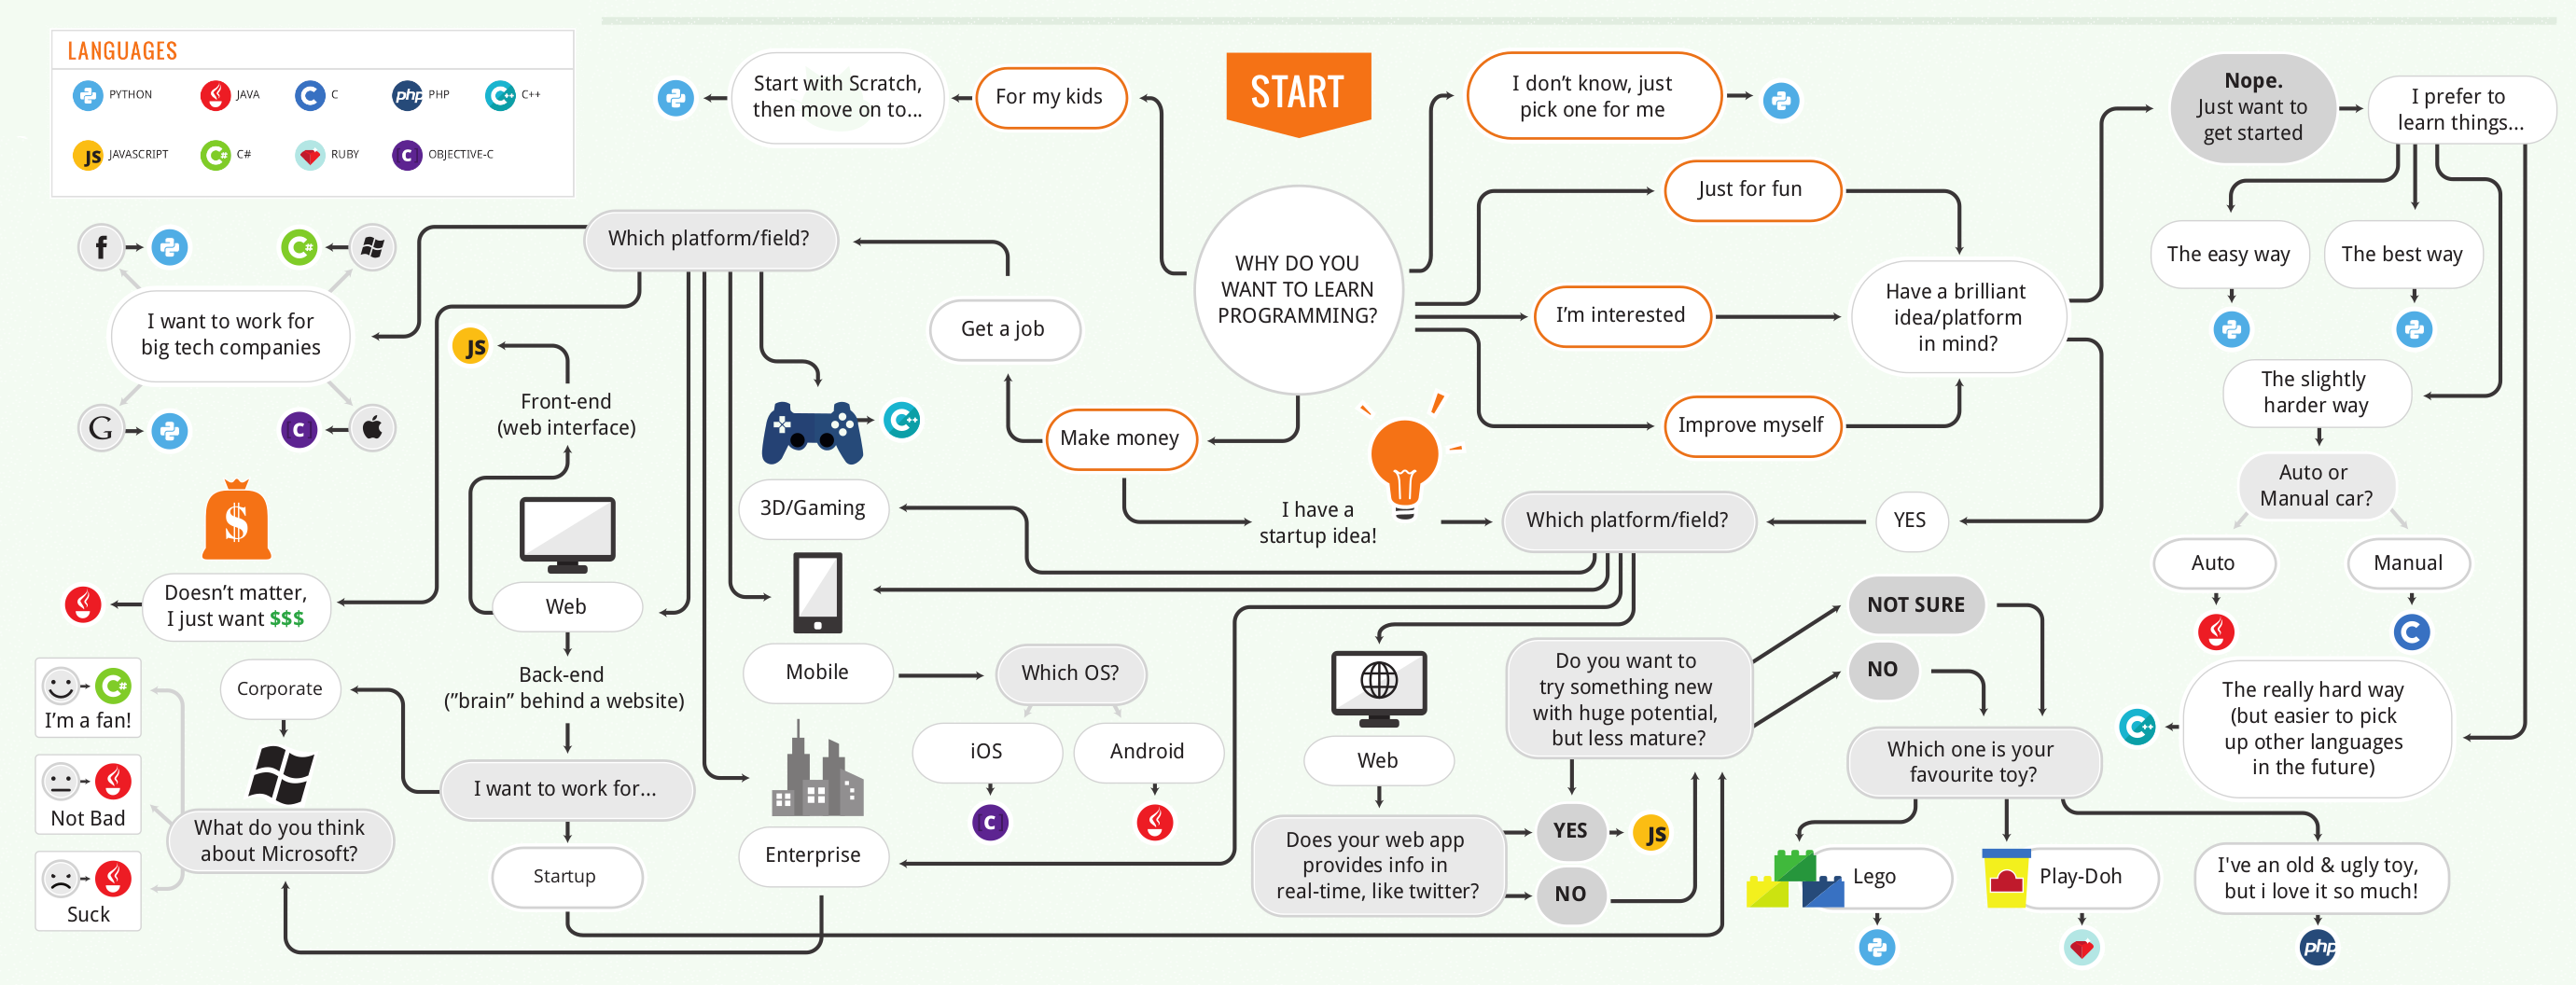 LANGUAGES
PYTHON
JAVA
C
php PHP
C++ C++
JS JAVASCRIPT
C# C#
RUBY
C OBJECTIVE-C
START
Start with Scratch,
then move on to...
For my kids
I don't know, just
pick one for me
Nope.
Just want to
get started
I prefer to
learn things...
Just for fun
WHY DO YOU
WANT TO LEARN
PROGRAMMING?
Which platform/field?
f
C#
I want to work for
big tech companies
G
C
Get a job
I'm interested
Have a brilliant
idea/platform
in mind?
The easy way
The best way
The slightly
harder way
JS
Front-end
(web interface)
C++
Make money
Improve myself
Auto or
Manual car?
$
3D/Gaming
I have a
startup idea!
Which platform/field?
YES
Auto
Manual
C
Doesn't matter,
I just want $$$
Web
NOT SURE
NO
Do you want to
try something new
with huge potential,
but less mature?
Corporate
Back-end
("brain" behind a website)
Mobile
Which OS?
iOS
Android
C
C#
I'm a fan!
Not Bad
Suck
What do you think
about Microsoft?
I want to work for...
Startup
Enterprise
Web
Does your web app
provides info in
real-time, like twitter?
YES
JS
NO
Which one is your
favourite toy?
C++
The really hard way
(but easier to pick
up other languages
in the future)
Lego
Play-Doh
I've an old & ugly toy,
but i love it so much!
php